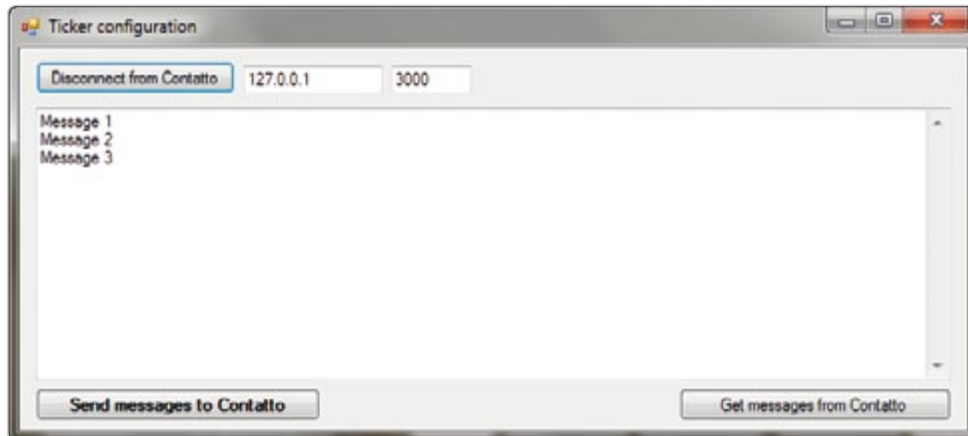 Ticker configuration
Disconnect from Contatto 127.0.0.1 3000
Message 1
Message 2
Message 3
Send messages to Contatto Get messages from Contatto